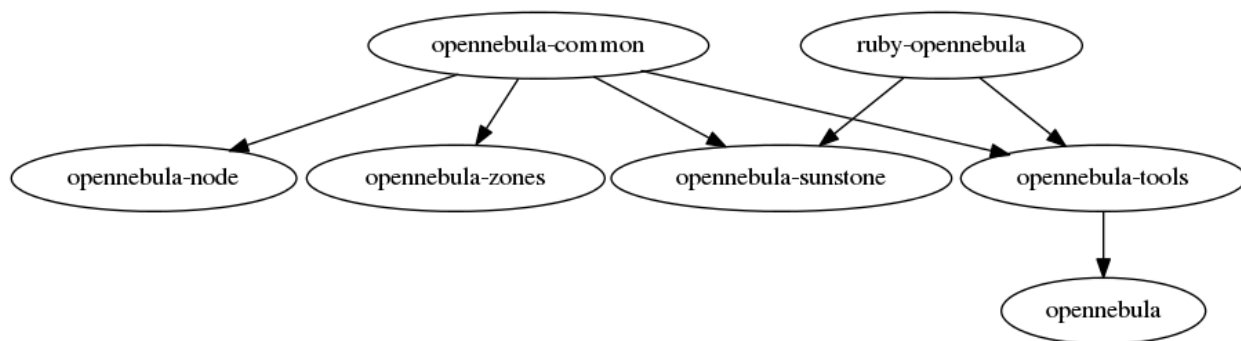 opennebula-common
ruby-opennebula
opennebula-node
opennebula-zones
opennebula-sunstone
opennebula-tools
opennebula